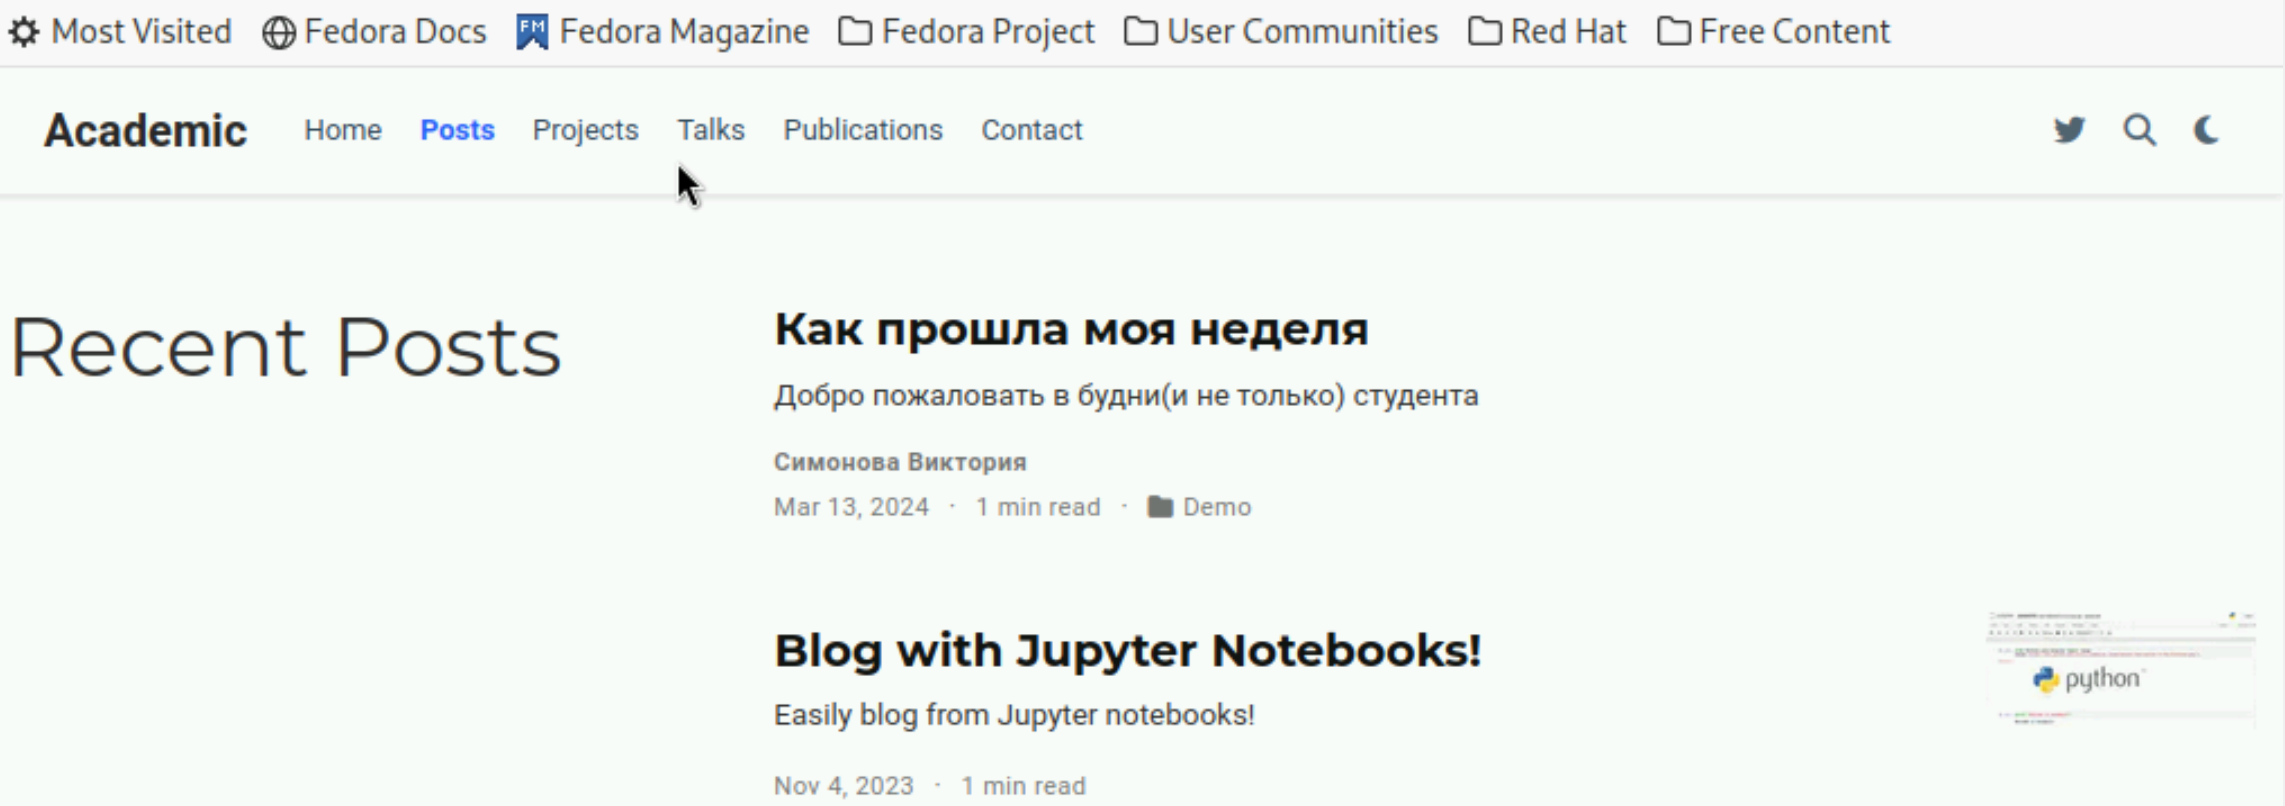 Most Visited Fedora Docs FM Fedora Magazine Fedora Project User Communities Red Hat Free Content
Academic Home Posts Projects Talks Publications Contact
Recent Posts
Как прошла моя неделя
Добро пожаловать в будни(и не только) студента
Симонова Виктория
Mar 13, 2024 · 1 min read · Demo
Blog with Jupyter Notebooks!
Easily blog from Jupyter notebooks!
python
Nov 4, 2023 · 1 min read